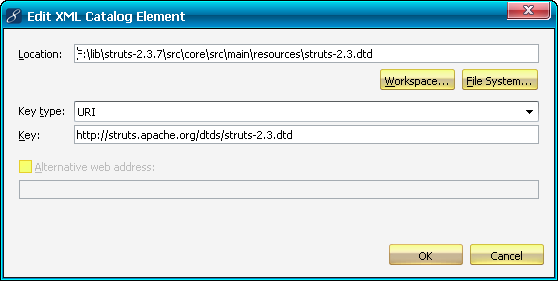 Edit XML Catalog Element
Location:
F:\lib\struts-2.3.7\src\core\src\main\resources\struts-2.3.dtd
Workspace...
File System...
Key type:
URI
Key:
http://struts.apache.org/dtds/struts-2.3.dtd
Alternative web address:
OK
Cancel